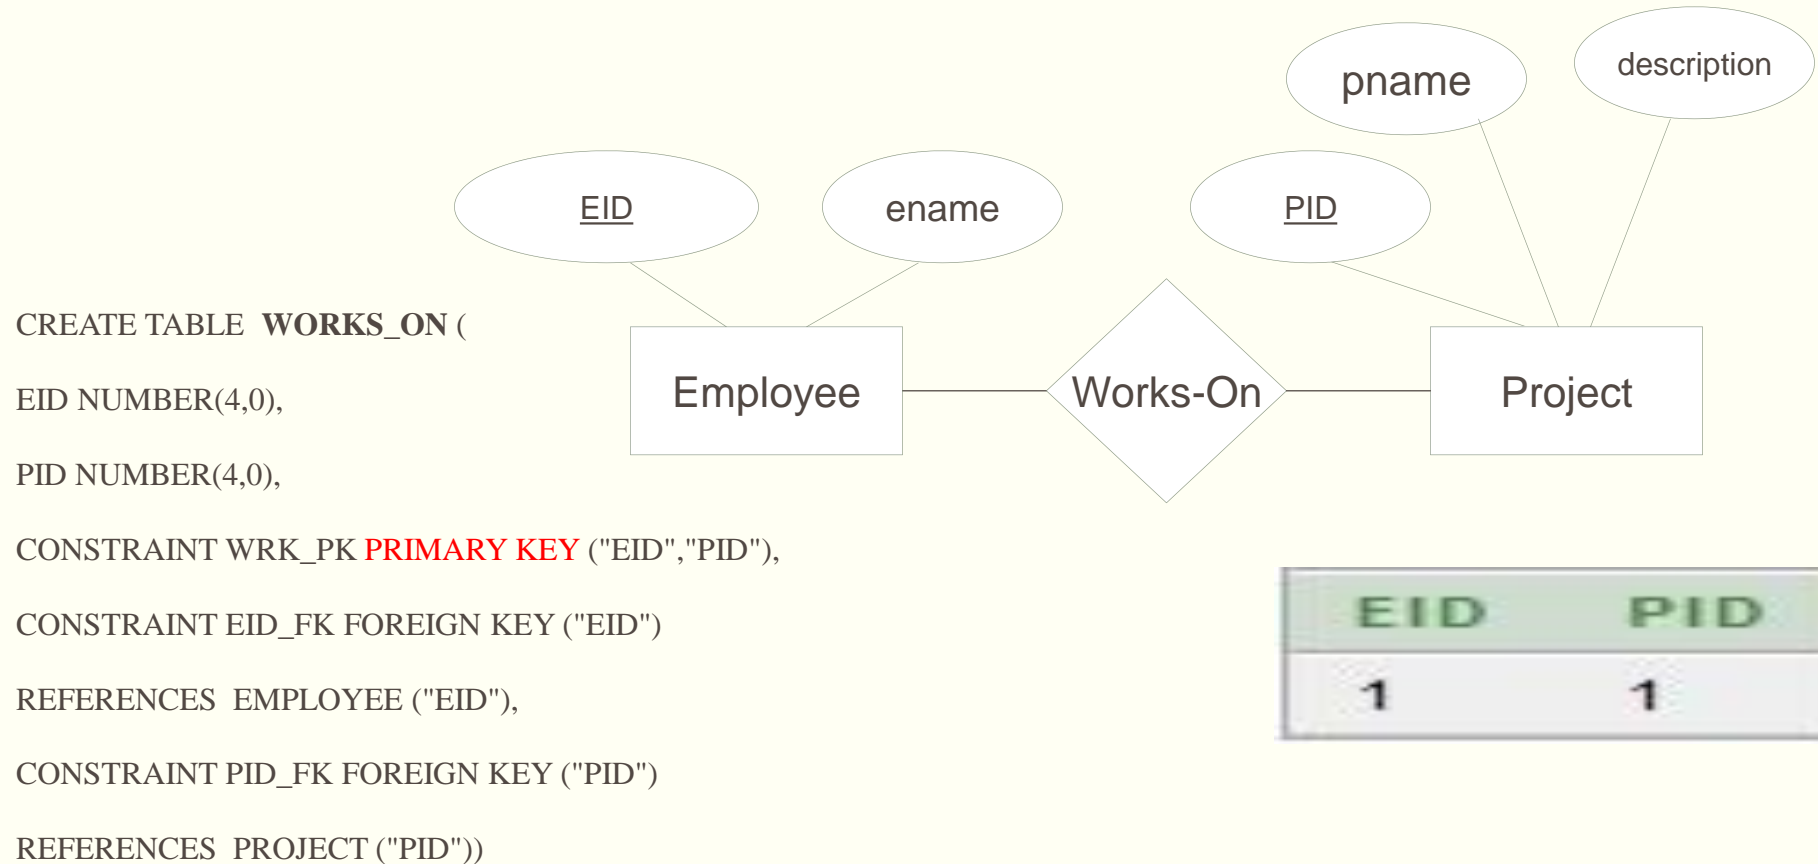 pname
description
EID
ename
PID
CREATE TABLE WORKS_ON (
Employee
Works-On
Project
EID NUMBER(4,0),
PID NUMBER(4,0),
CONSTRAINT WRK_PK PRIMARY KEY ("EID","PID"),
CONSTRAINT EID_FK FOREIGN KEY ("EID")
REFERENCES EMPLOYEE ("EID"),
CONSTRAINT PID_FK FOREIGN KEY ("PID")
REFERENCES PROJECT ("PID"))
EID PID
1 1